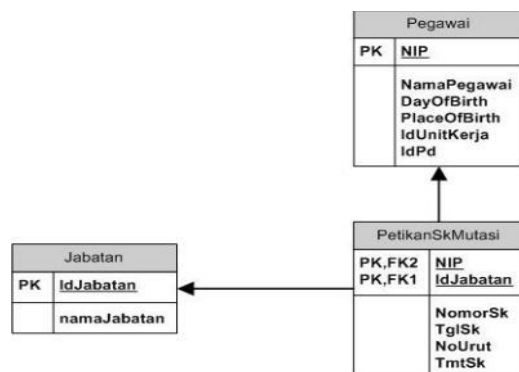 Pegawai
PK NIP
NamaPegawai
DayOfBirth
PlaceOfBirth
IdUnitKerja
IdPd
PetikanSkMutasi
PK,FK2 NIP
PK,FK1 IdJabatan
NomorSk
TglSk
NoUrut
TmtSk
Jabatan
PK IdJabatan
namaJabatan